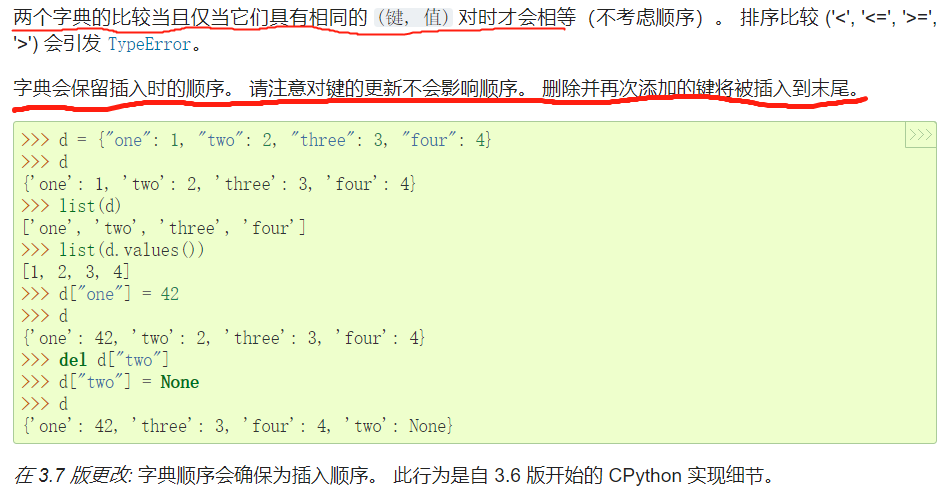 两个字典的比较当且仅当它们具有相同的 (键, 值) 对时才会相等（不考虑顺序）。 排序比较 ('<', '<=', '>=',
'>') 会引发 TypeError。
字典会保留插入时的顺序。 请注意对键的更新不会影响顺序。 删除并再次添加的键将被插入到末尾。
>>>
>>> d = {"one": 1, "two": 2, "three": 3, "four": 4}
>>> d
{'one': 1, 'two': 2, 'three': 3, 'four': 4}
>>> list(d)
['one', 'two', 'three', 'four']
>>> list(d.values())
[1, 2, 3, 4]
>>> d["one"] = 42
>>> d
{'one': 42, 'two': 2, 'three': 3, 'four': 4}
>>> del d["two"]
>>> d["two"] = None
>>> d
{'one': 42, 'three': 3, 'four': 4, 'two': None}
在 3.7 版更改: 字典顺序会确保为插入顺序。 此行为是自 3.6 版开始的 CPython 实现细节。